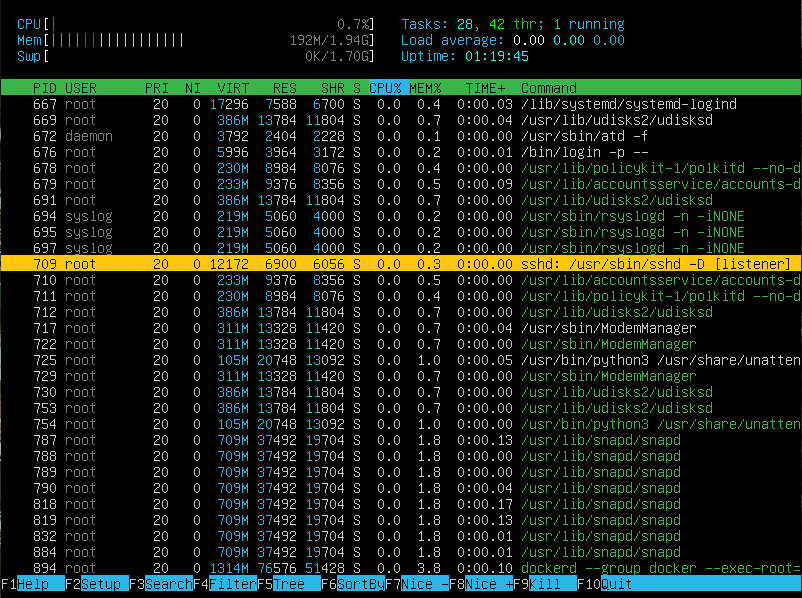 CPU[| 0.7%] Tasks: 28, 42 thr; 1 running
Mem[||||||||||||||||| 192M/1.94G] Load average: 0.00 0.00 0.00
Swp[ 0K/1.70G] Uptime: 01:19:45
PID USER PRI NI VIRT RES SHR S CPU% MEM% TIME+ Command
667 root 20 0 17296 7588 6700 S 0.0 0.4 0:00.03 /lib/systemd/systemd-logind
669 root 20 0 386M 13784 11804 S 0.0 0.7 0:00.04 /usr/lib/udisks2/udisksd
672 daemon 20 0 3792 2404 2228 S 0.0 0.1 0:00.00 /usr/sbin/atd -f
676 root 20 0 5996 3964 3172 S 0.0 0.2 0:00.01 /bin/login -p --
678 root 20 0 230M 8984 8076 S 0.0 0.4 0:00.00 /usr/lib/policykit-1/polkitd --no-d
679 root 20 0 233M 9376 8356 S 0.0 0.5 0:00.09 /usr/lib/accountsservice/accounts-d
691 root 20 0 386M 13784 11804 S 0.0 0.7 0:00.00 /usr/lib/udisks2/udisksd
694 syslog 20 0 219M 5060 4000 S 0.0 0.2 0:00.00 /usr/sbin/rsyslogd -n -iNONE
695 syslog 20 0 219M 5060 4000 S 0.0 0.2 0:00.00 /usr/sbin/rsyslogd -n -iNONE
697 syslog 20 0 219M 5060 4000 S 0.0 0.2 0:00.00 /usr/sbin/rsyslogd -n -iNONE
709 root 20 0 12172 6900 6056 S 0.0 0.3 0:00.00 sshd: /usr/sbin/sshd -D [listener]
710 root 20 0 233M 9376 8356 S 0.0 0.5 0:00.00 /usr/lib/accountsservice/accounts-d
711 root 20 0 230M 8984 8076 S 0.0 0.4 0:00.00 /usr/lib/policykit-1/polkitd --no-d
712 root 20 0 386M 13784 11804 S 0.0 0.7 0:00.00 /usr/lib/udisks2/udisksd
717 root 20 0 311M 13328 11420 S 0.0 0.7 0:00.04 /usr/sbin/ModemManager
722 root 20 0 311M 13328 11420 S 0.0 0.7 0:00.00 /usr/sbin/ModemManager
725 root 20 0 105M 20748 13092 S 0.0 1.0 0:00.05 /usr/bin/python3 /usr/share/unatten
729 root 20 0 311M 13328 11420 S 0.0 0.7 0:00.00 /usr/sbin/ModemManager
730 root 20 0 386M 13784 11804 S 0.0 0.7 0:00.00 /usr/lib/udisks2/udisksd
753 root 20 0 386M 13784 11804 S 0.0 0.7 0:00.00 /usr/lib/udisks2/udisksd
754 root 20 0 105M 20748 13092 S 0.0 1.0 0:00.00 /usr/bin/python3 /usr/share/unatten
787 root 20 0 709M 37492 19704 S 0.0 1.8 0:00.13 /usr/lib/snapd/snapd
788 root 20 0 709M 37492 19704 S 0.0 1.8 0:00.00 /usr/lib/snapd/snapd
789 root 20 0 709M 37492 19704 S 0.0 1.8 0:00.00 /usr/lib/snapd/snapd
790 root 20 0 709M 37492 19704 S 0.0 1.8 0:00.04 /usr/lib/snapd/snapd
818 root 20 0 709M 37492 19704 S 0.0 1.8 0:00.17 /usr/lib/snapd/snapd
819 root 20 0 709M 37492 19704 S 0.0 1.8 0:00.13 /usr/lib/snapd/snapd
832 root 20 0 709M 37492 19704 S 0.0 1.8 0:00.01 /usr/lib/snapd/snapd
884 root 20 0 709M 37492 19704 S 0.0 1.8 0:00.01 /usr/lib/snapd/snapd
894 root 20 0 1314M 76576 51428 S 0.0 3.8 0:00.10 dockerd --group docker --exec-root=
F1Help F2Setup F3SearchF4FilterF5Tree F6SortByF7Nice -F8Nice +F9Kill F10Quit